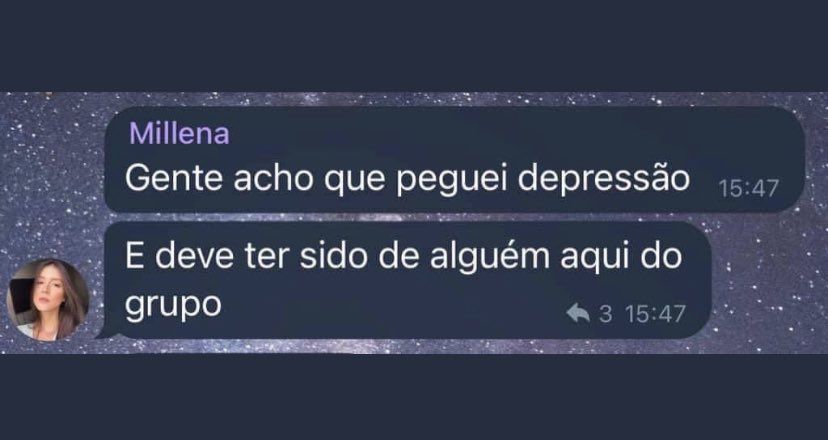 Millena
Gente acho que peguei depressão 15:47
E deve ter sido de alguém aqui do
grupo 3 15:47